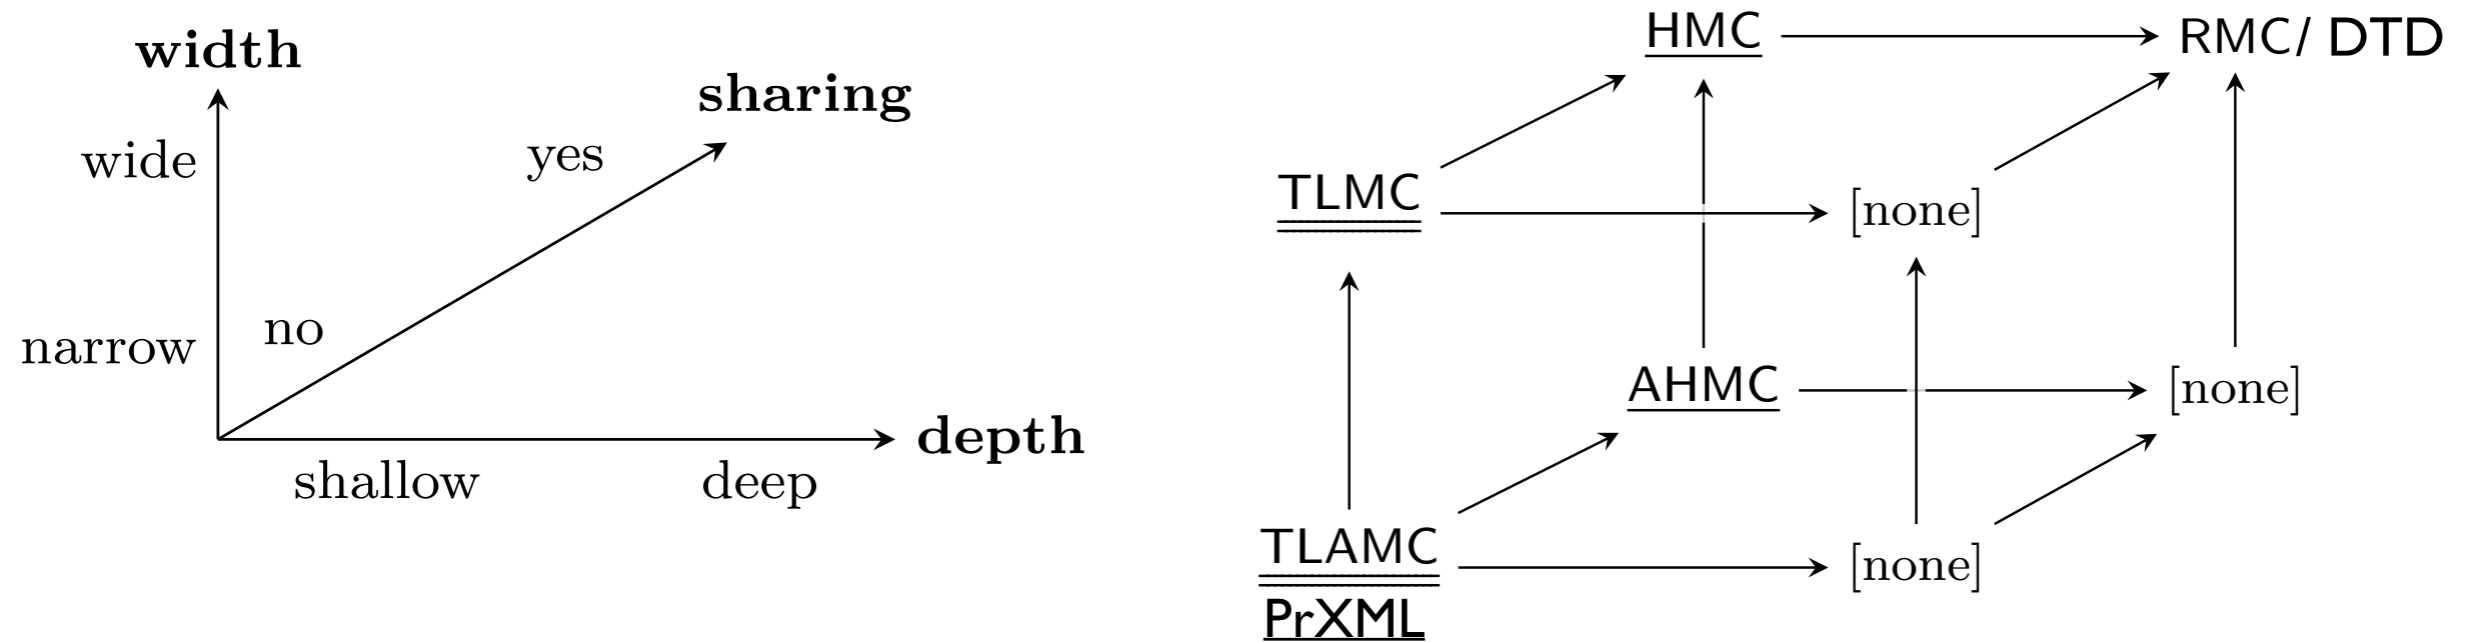 width
wide
narrow
sharing
yes
no
depth
shallow
deep
HMC
RMC/ DTD
TLMC
[none]
AHMC
[none]
TLAMC
[none]
PrXML